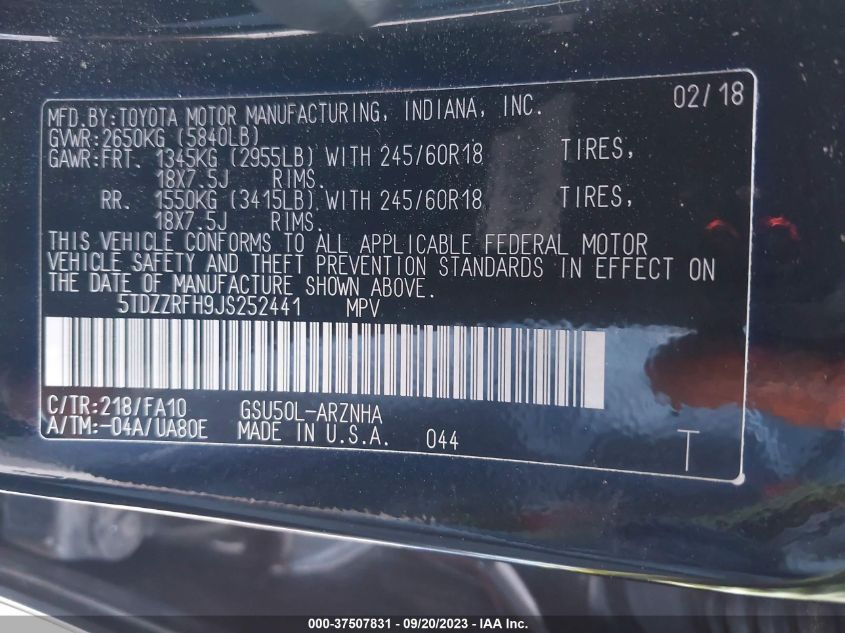 MFD.BY:TOYOTA MOTOR MANUFACTURING, INDIANA, INC. 02/18
GVWR:2650KG (5840LB)
GAWR:FRT. 1345KG (2955LB) WITH 245/60R18 TIRES,
18X7.5J RIMS.
RR. 1550KG (3415LB) WITH 245/60R18 TIRES,
18X7.5J RIMS.
THIS VEHICLE CONFORMS TO ALL APPLICABLE FEDERAL MOTOR
VEHICLE SAFETY AND THEFT PREVENTION STANDARDS IN EFFECT ON
THE DATE OF MANUFACTURE SHOWN ABOVE.
5TDZZRFH9JS252441 MPV
C/TR:218/FA10 GSU50L-ARZNHA
A/TM:-04A/UA80E MADE IN U.S.A. 044 T
000-37507831 - 09/20/2023 - IAA Inc.